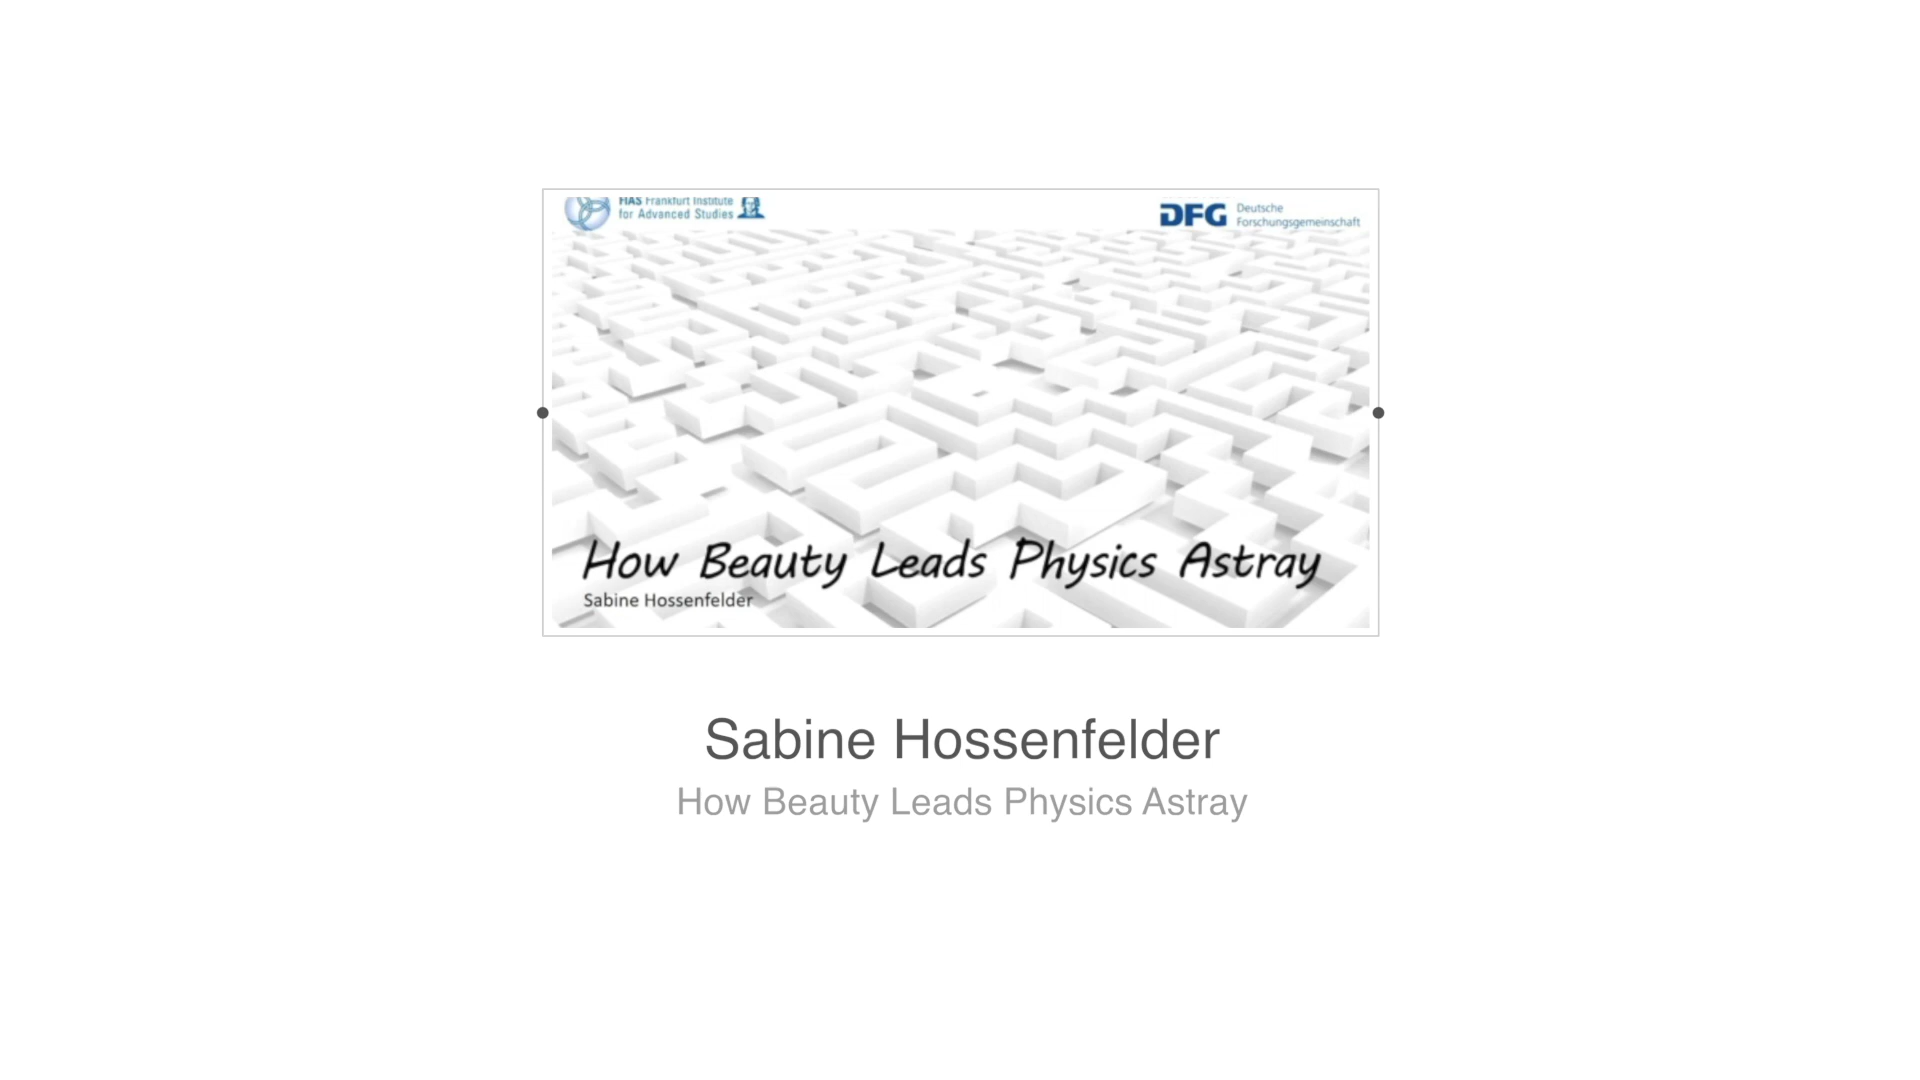 FIAS Frankfurt Institute
for Advanced Studies
DFG
Deutsche
Forschungsgemeinschaft
How Beauty Leads Physics Astray
Sabine Hossenfelder
Sabine Hossenfelder
How Beauty Leads Physics Astray